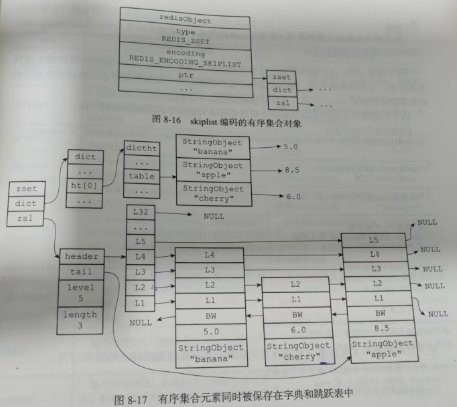 redisObject
type
REDIS_ZSET
encoding
REDIS_ENCODING_SKIPLIST
ptr
...
zset
dict
zsl
...
...
图 8-16 skiplist 编码的有序集合对象
zset
dict
zsl
dict
...
ht[0]
...
dictht
...
table
...
StringObject
"banana"
5.0
StringObject
"apple"
8.5
StringObject
"cherry"
6.0
header
tail
level
5
length
3
L32
...
L5
L4
L3
L2
L1
NULL
NULL
L4
L3
L2
L1
BW
5.0
StringObject
"banana"
L2
L1
BW
6.0
StringObject
"cherry"
L5
L4
L3
L2
L1
BW
8.5
StringObject
"apple"
NULL
NULL
NULL
NULL
NULL
图 8-17 有序集合元素同时被保存在字典和跳跃表中